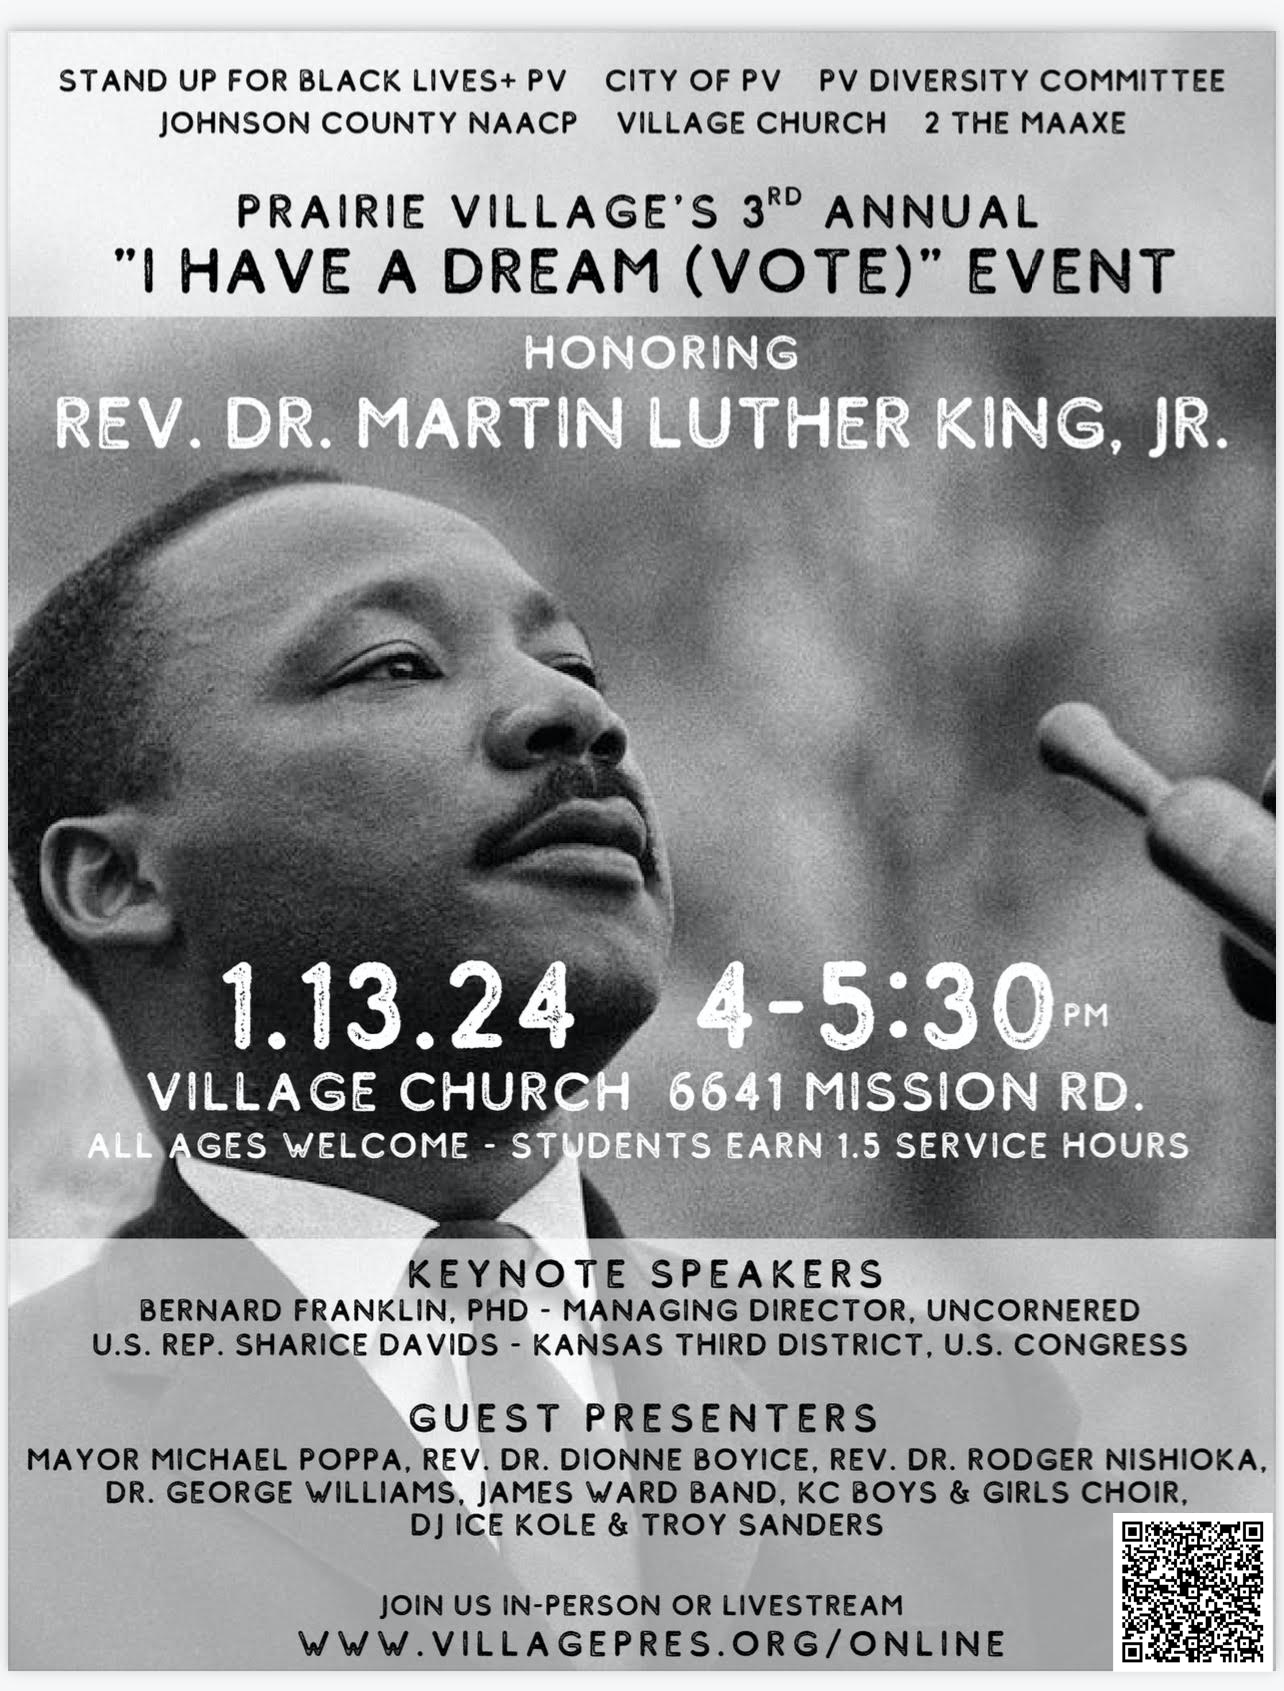 STAND UP FOR BLACK LIVES+ PV CITY OF PV PV DIVERSITY COMMITTEE
JOHNSON COUNTY NAACP VILLAGE CHURCH 2 THE MAAXE
PRAIRIE VILLAGE'S 3RD ANNUAL
"I HAVE A DREAM (VOTE)" EVENT
HONORING
REV. DR. MARTIN LUTHER KING, JR.
1.13.24 4-5:30 PM
VILLAGE CHURCH 6641 MISSION RD.
ALL AGES WELCOME - STUDENTS EARN 1.5 SERVICE HOURS
KEYNOTE SPEAKERS
BERNARD FRANKLIN, PHD - MANAGING DIRECTOR, UNCORNERED
U.S. REP. SHARICE DAVIDS - KANSAS THIRD DISTRICT, U.S. CONGRESS
GUEST PRESENTERS
MAYOR MICHAEL POPPA, REV. DR. DIONNE BOYICE, REV. DR. RODGER NISHIOKA,
DR. GEORGE WILLIAMS, JAMES WARD BAND, KC BOYS & GIRLS CHOIR,
DJ ICE KOLE & TROY SANDERS
JOIN US IN-PERSON OR LIVESTREAM
WWW.VILLAGEPRES.ORG/ONLINE